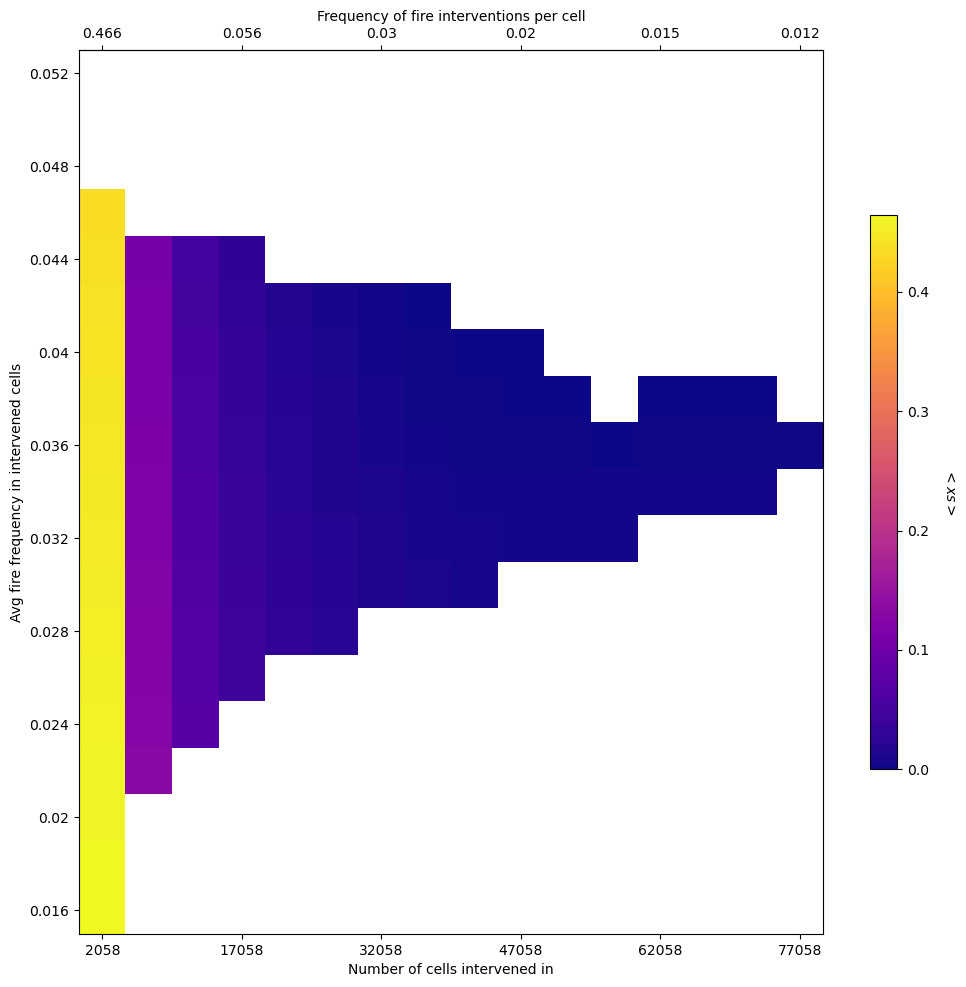 Frequency of fire interventions per cell
0.466 0.056 0.03 0.02 0.015 0.012
0.052
0.048
0.044
0.04
0.036
0.032
0.028
0.024
0.02
0.016
Avg fire frequency in intervened cells
2058 17058 32058 47058 62058 77058
Number of cells intervened in
0.4
0.3
0.2
0.1
0.0
< sx >